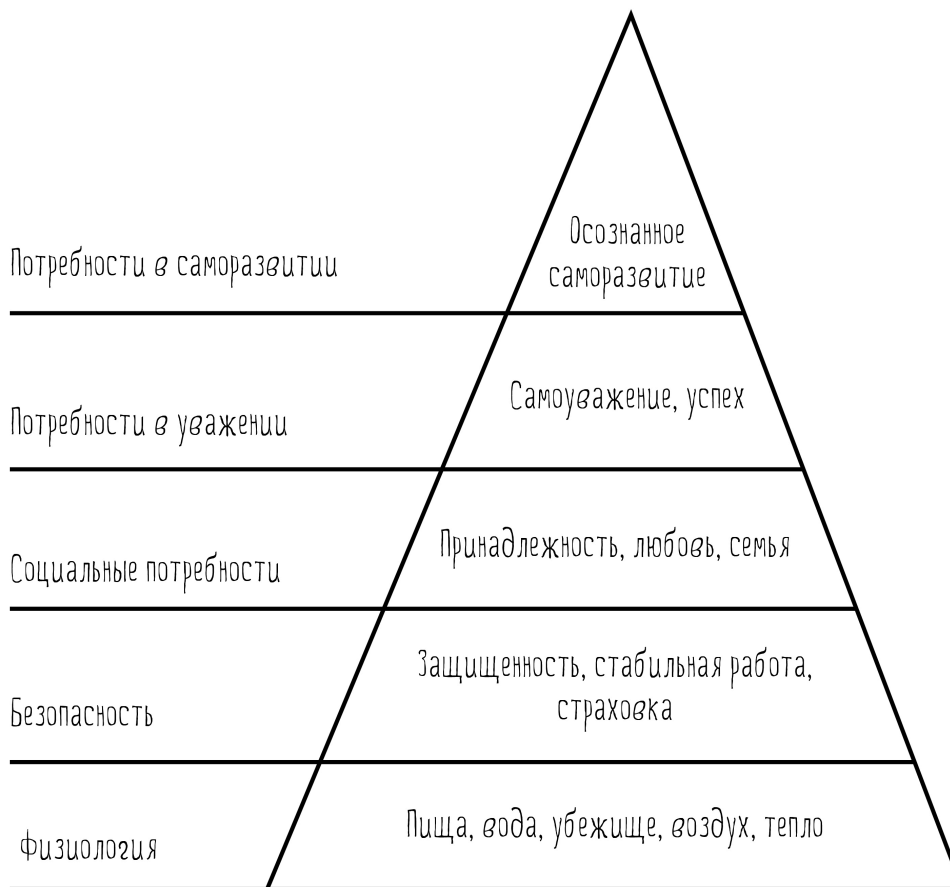 Потребности в саморазвитии
Осознанное
саморазвитие
Потребности в уважении
Самоуважение, успех
Социальные потребности
Принадлежность, любовь, семья
Безопасность
Защищенность, стабильная работа,
страховка
Физиология
Пища, вода, убежище, воздух, тепло